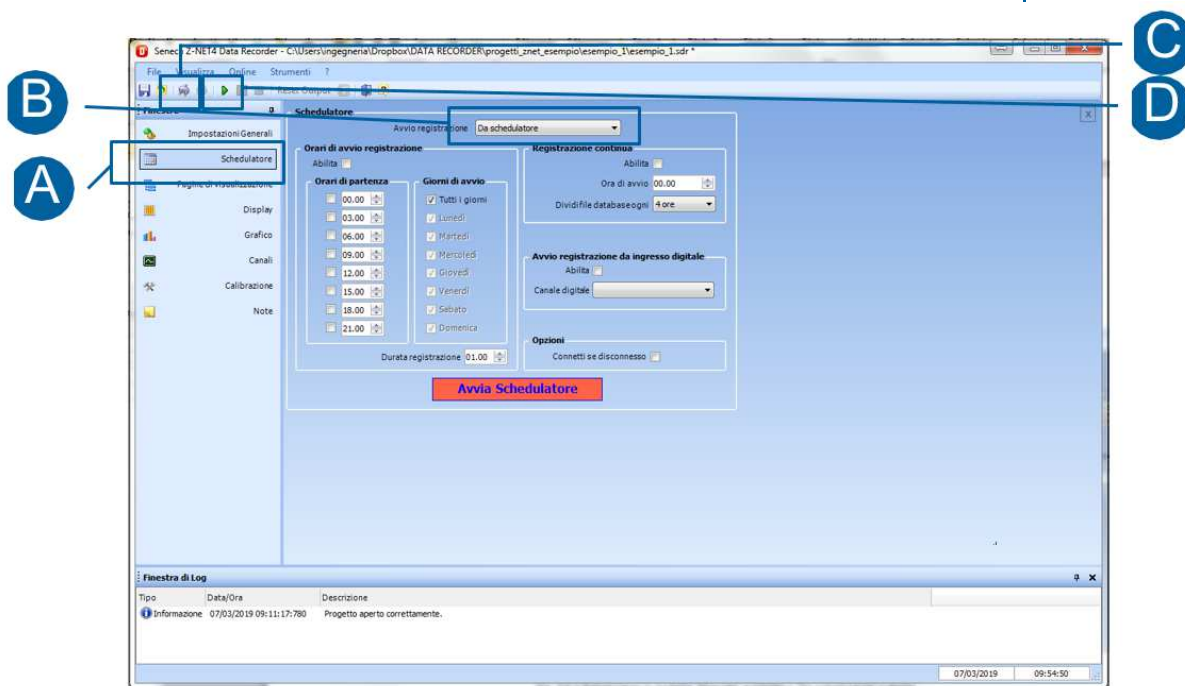 C
Seneca Z-NET4 Data Recorder - C:\Users\ingegneria\Dropbox\DATA RECORDER\progetti_znet_esempio\esempio_1\esempio_1.sdr *
File Visualizza Online Strumenti ?
B
D
Reset Output
Schedulatore
Avvio registrazione Da schedulatore
Impostazioni Generali
Schedulatore
Pagine di visualizzazione
Display
Grafico
Canali
Calibrazione
Note
A
Orari di avvio registrazione
Abilita
Orari di partenza
00.00
03.00
06.00
09.00
12.00
15.00
18.00
21.00
Giorni di avvio
Tutti i giorni
Lunedì
Martedì
Mercoledì
Giovedì
Venerdì
Sabato
Domenica
Durata registrazione 01.00
Registrazione continua
Abilita
Ora di avvio 00.00
Dividi file database ogni 4 ore
Avvio registrazione da ingresso digitale
Abilita
Canale digitale
Opzioni
Connetti se disconnesso
Avvia Schedulatore
Finestra di Log
Tipo Data/Ora Descrizione
Informazione 07/03/2019 09:11:17:780 Progetto aperto correttamente.
07/03/2019 09:54:50